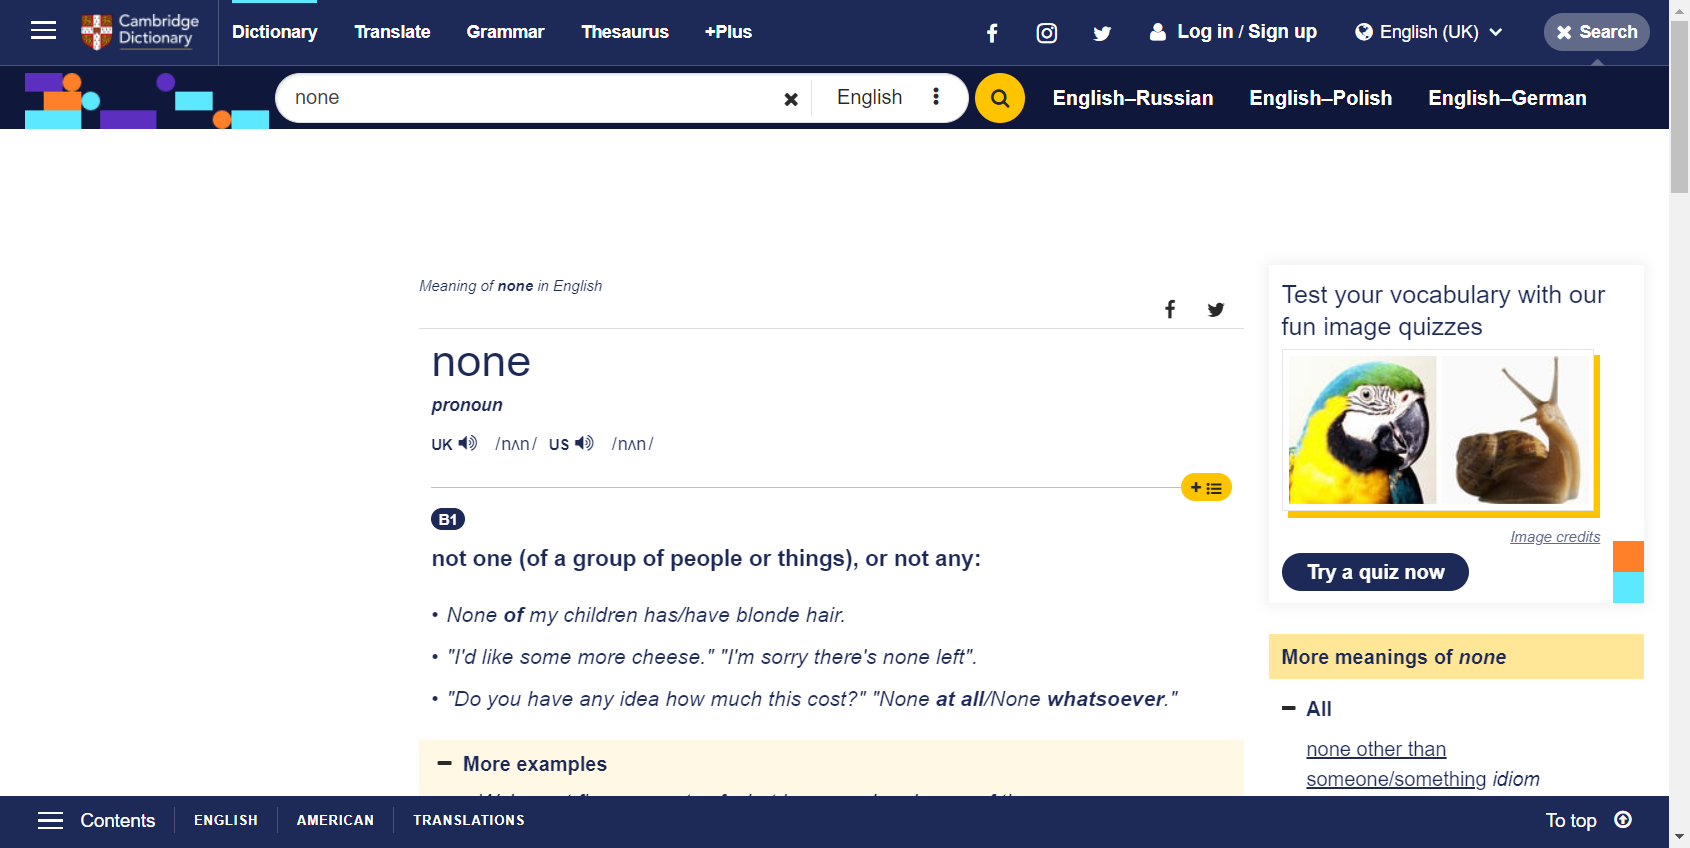 Cambridge
Dictionary
Dictionary
Translate
Grammar
Thesaurus
+Plus
Log in / Sign up
English (UK)
Search
none
English
English–Russian
English–Polish
English–German
Meaning of none in English
none
pronoun
UK /nʌn/ US /nʌn/
B1
not one (of a group of people or things), or not any:
• None of my children has/have blonde hair.
• "I'd like some more cheese." "I'm sorry there's none left".
• "Do you have any idea how much this cost?" "None at all/None whatsoever."
More examples
Test your vocabulary with our
fun image quizzes
Image credits
Try a quiz now
More meanings of none
All
none other than
someone/something idiom
Contents
ENGLISH
AMERICAN
TRANSLATIONS
To top